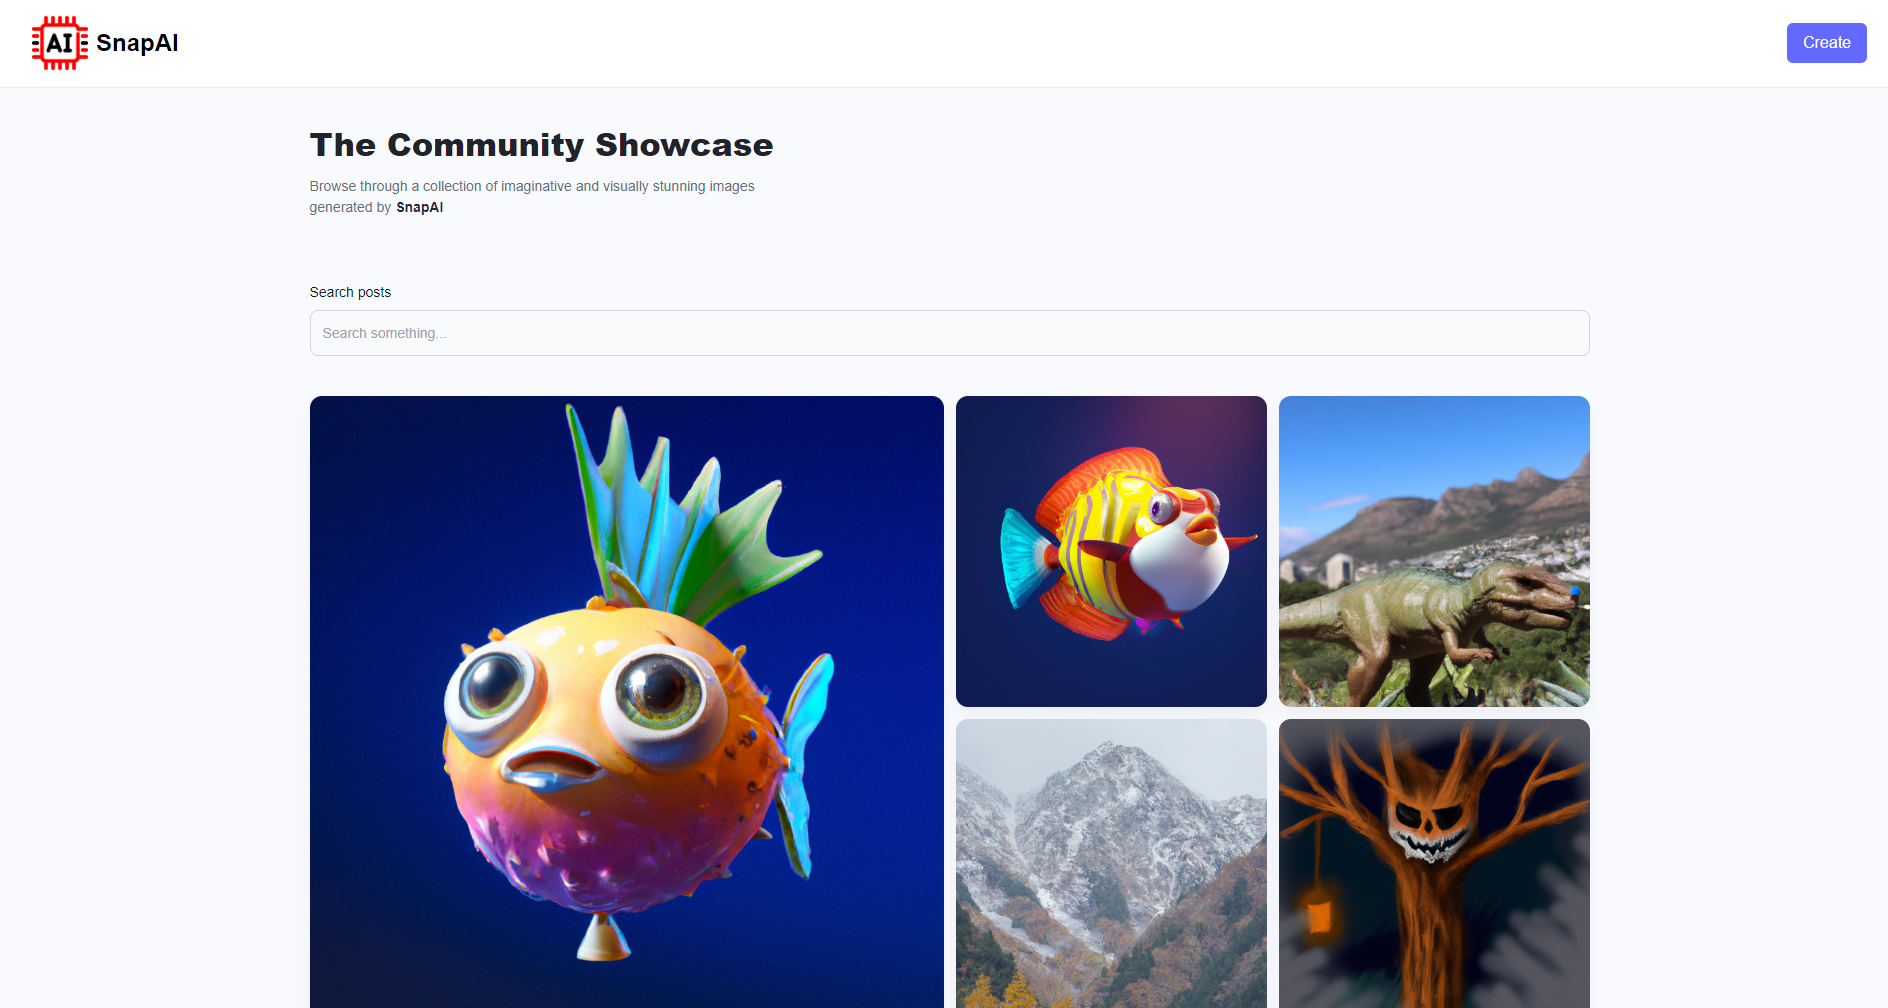 AI SnapAI
Create
The Community Showcase
Browse through a collection of imaginative and visually stunning images
generated by SnapAI
Search posts
Search something...